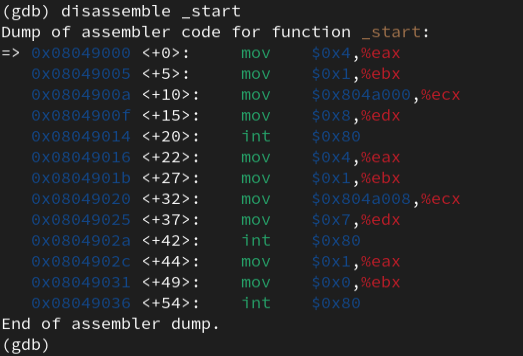 (gdb) disassemble _start
Dump of assembler code for function _start:
=> 0x08049000 <+0>:    mov    $0x4,%eax
   0x08049005 <+5>:    mov    $0x1,%ebx
   0x0804900a <+10>:   mov    $0x804a000,%ecx
   0x0804900f <+15>:   mov    $0x8,%edx
   0x08049014 <+20>:   int    $0x80
   0x08049016 <+22>:   mov    $0x4,%eax
   0x0804901b <+27>:   mov    $0x1,%ebx
   0x08049020 <+32>:   mov    $0x804a008,%ecx
   0x08049025 <+37>:   mov    $0x7,%edx
   0x0804902a <+42>:   int    $0x80
   0x0804902c <+44>:   mov    $0x1,%eax
   0x08049031 <+49>:   mov    $0x0,%ebx
   0x08049036 <+54>:   int    $0x80
End of assembler dump.
(gdb)